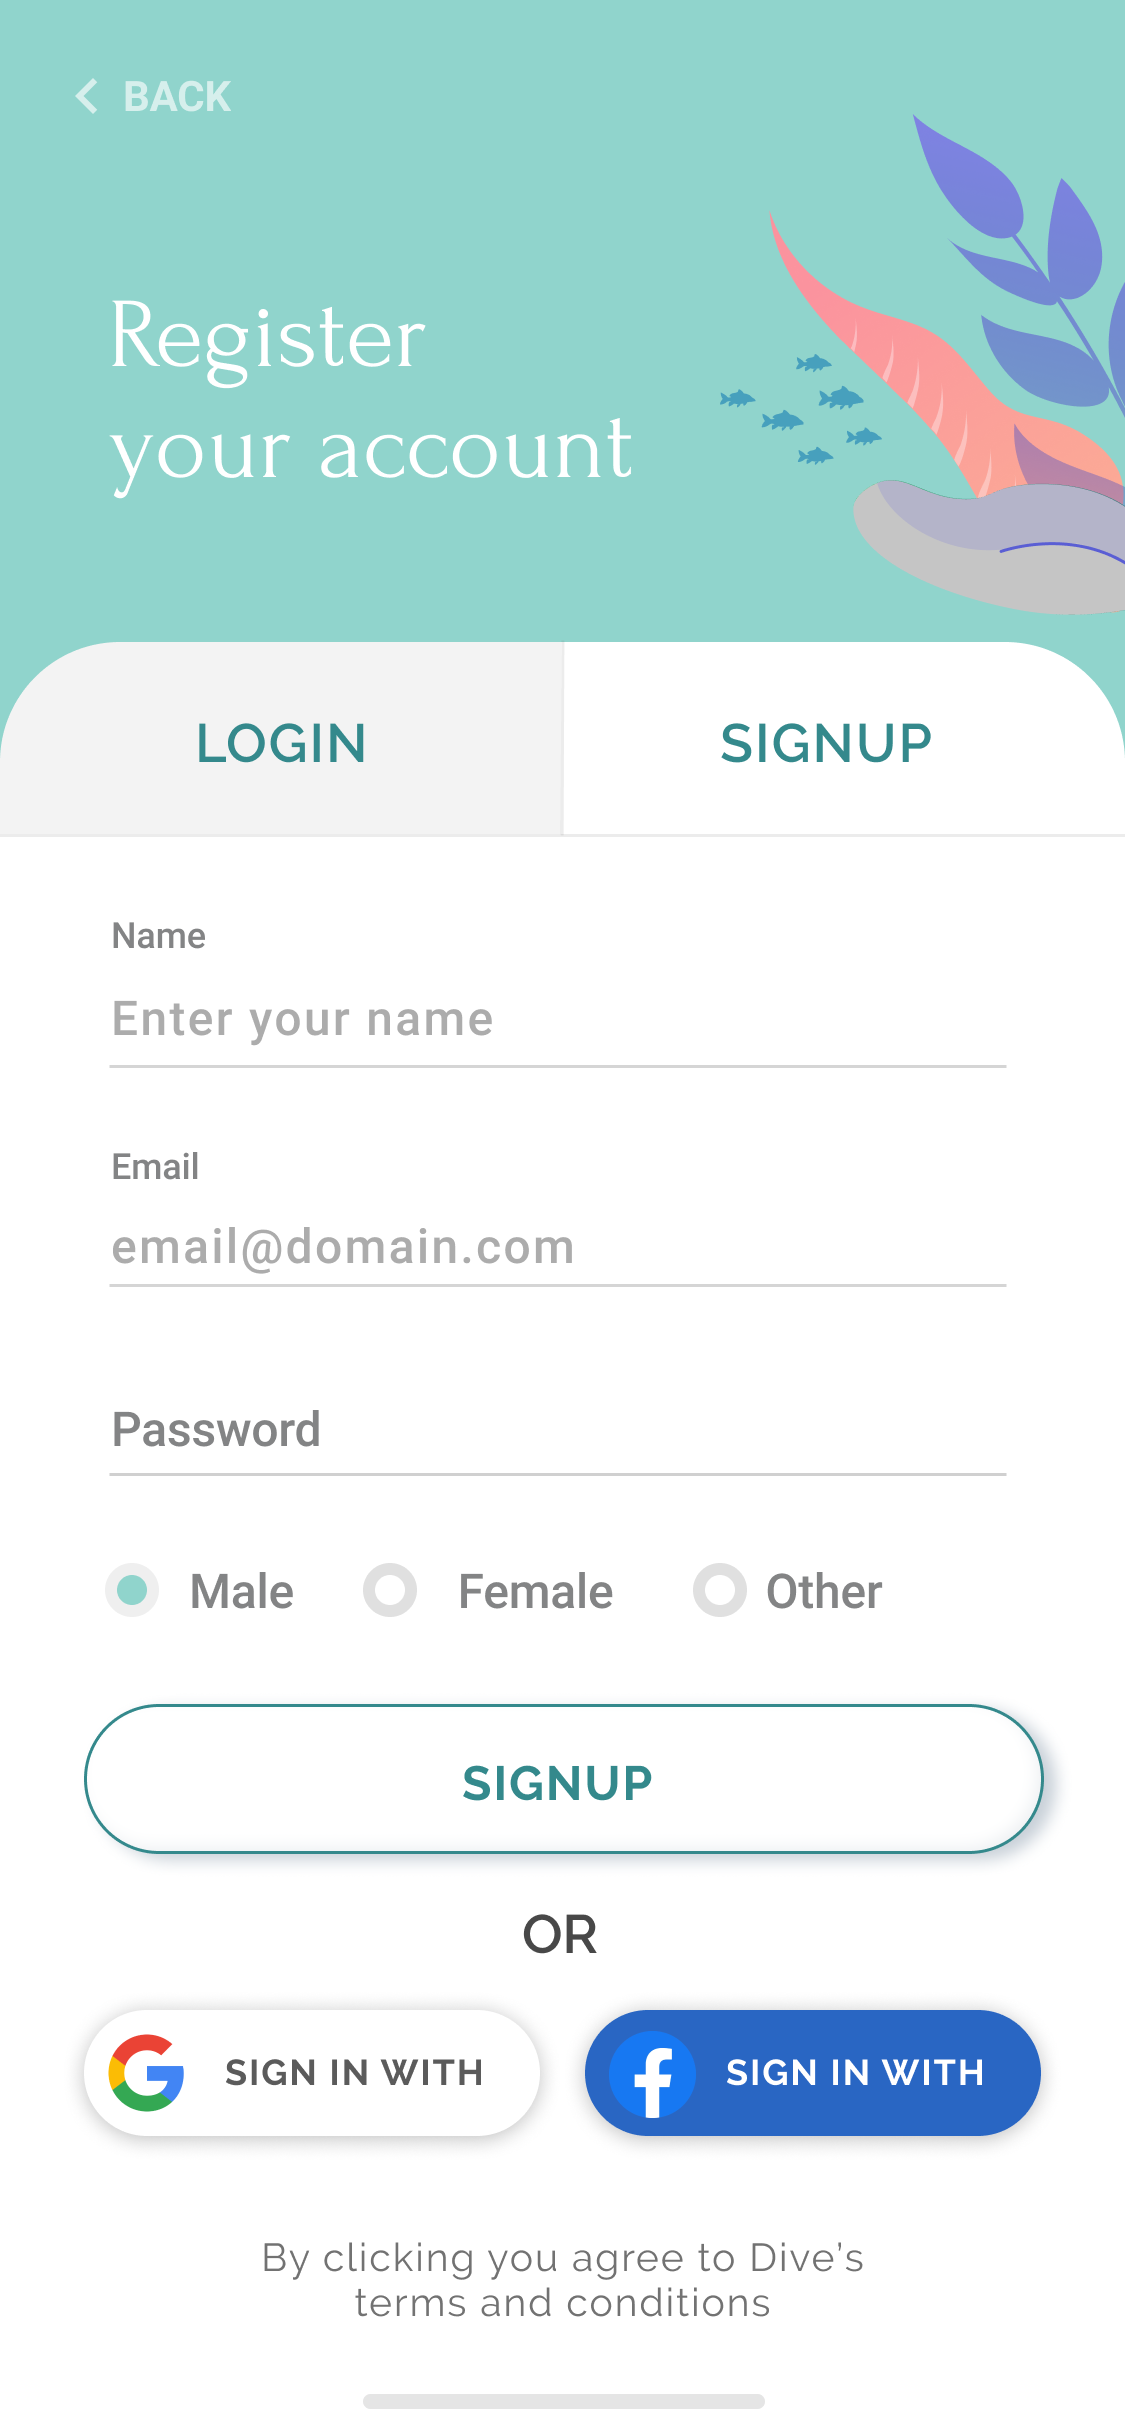 BACK
Register
your account
LOGIN
SIGNUP
Name
Enter your name
Email
email@domain.com
Password
Male Female Other
SIGNUP
OR
SIGN IN WITH
SIGN IN WITH
By clicking you agree to Dive's
terms and conditions